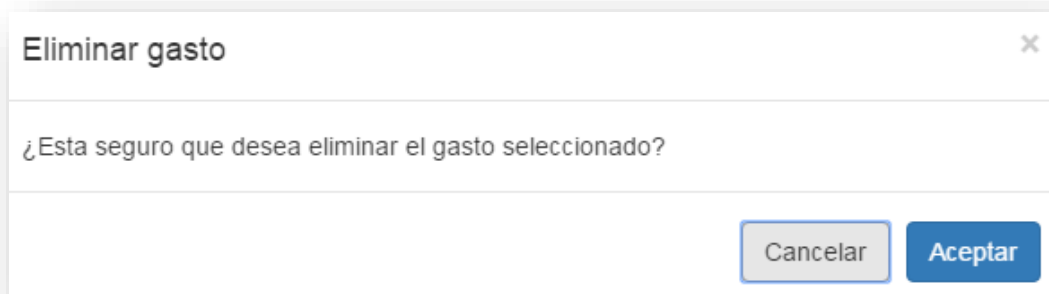 Eliminar gasto ×
¿Esta seguro que desea eliminar el gasto seleccionado?
Cancelar Aceptar